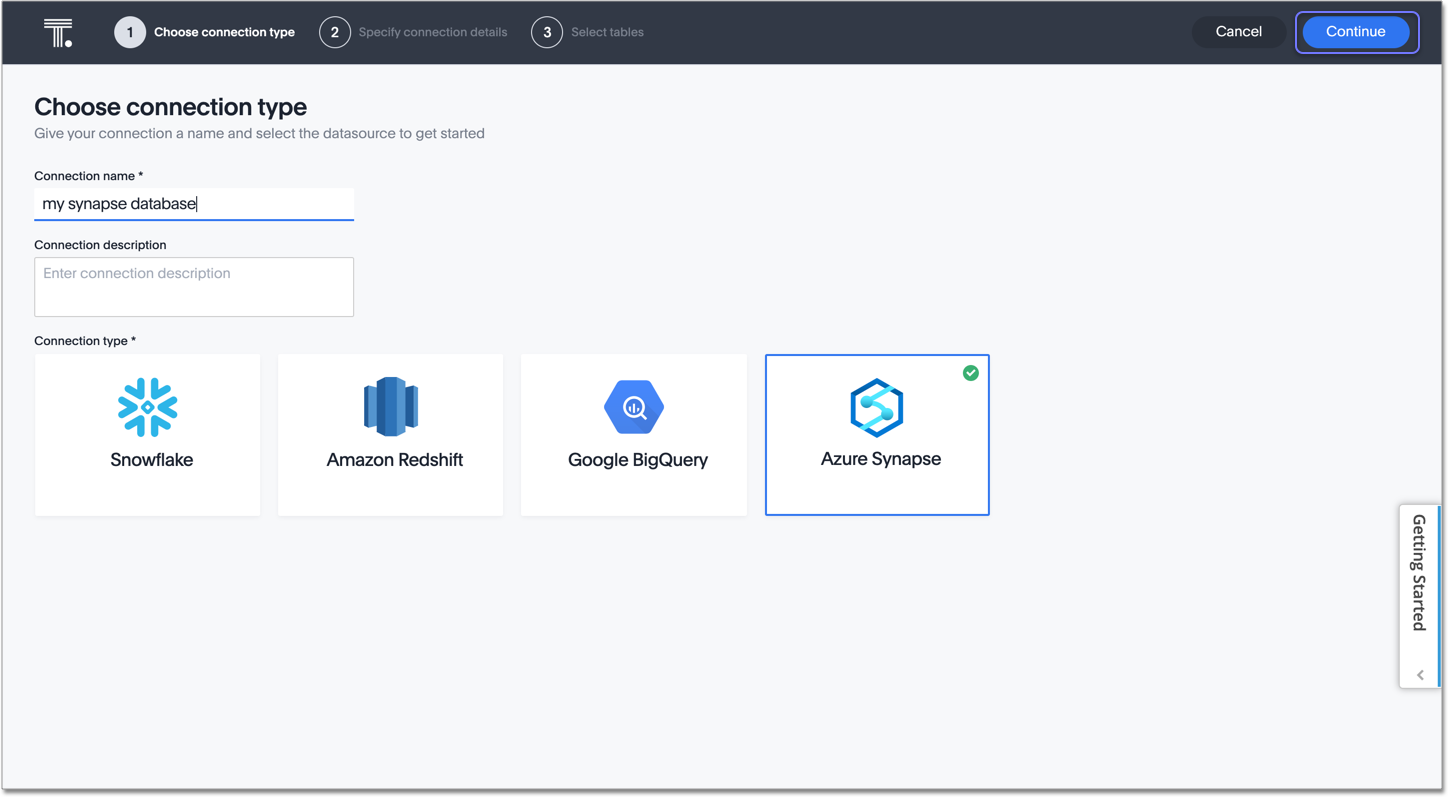 T.
1 Choose connection type 2 Specify connection details 3 Select tables Cancel Continue
Choose connection type
Give your connection a name and select the datasource to get started
Connection name *
my synapse database
Connection description
Enter connection description
Connection type *
Snowflake Amazon Redshift Google BigQuery Azure Synapse
Getting Started